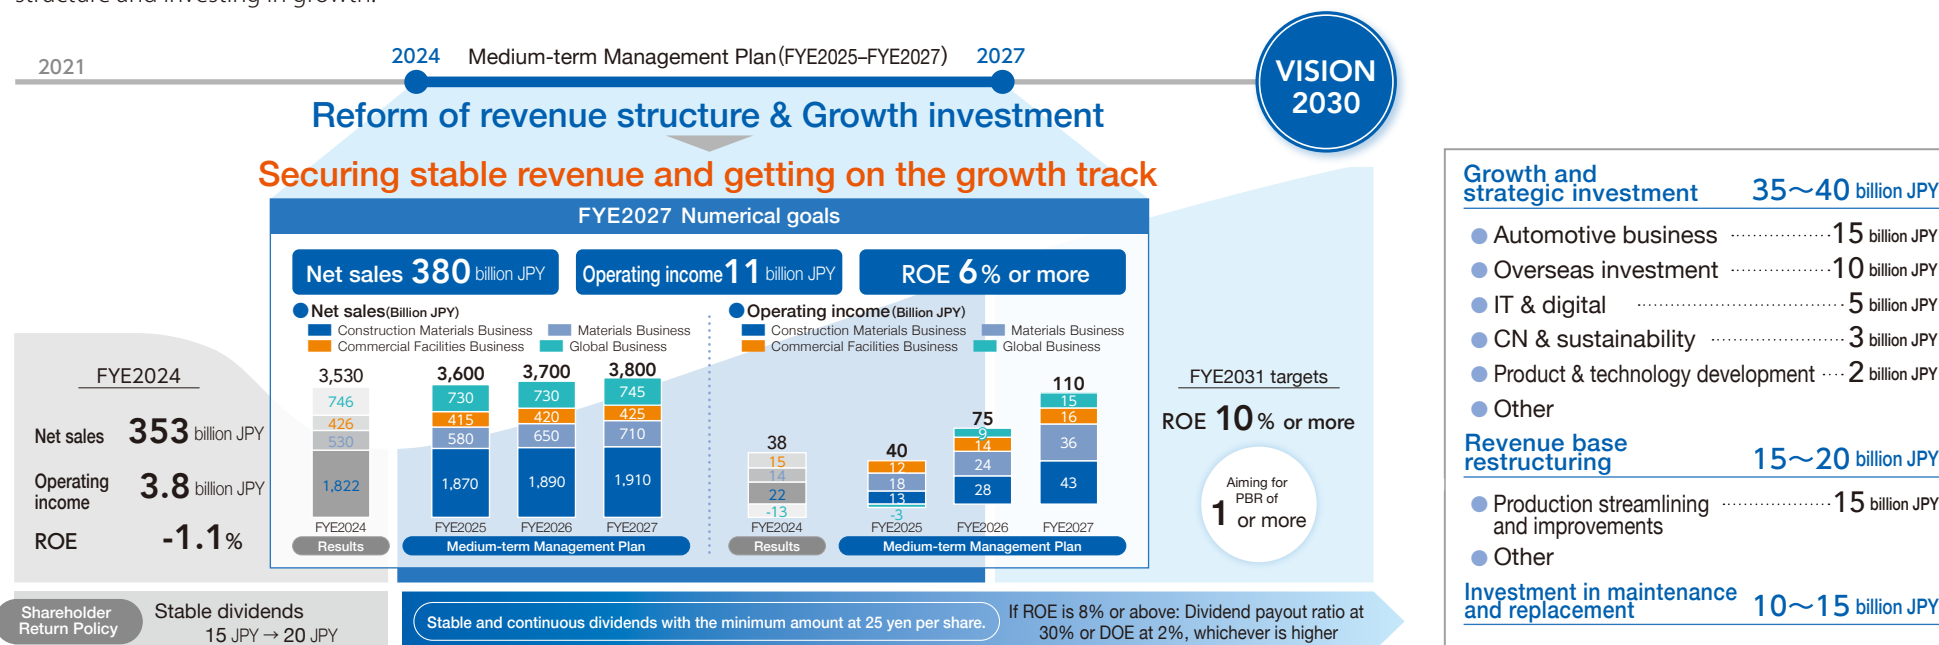 structure and investing in growth.
2021
2024
Medium-term Management Plan(FYE2025–FYE2027)
2027
VISION
2030
Reform of revenue structure & Growth investment
Securing stable revenue and getting on the growth track
FYE2027 Numerical goals
Net sales 380 billion JPY
Operating income 11 billion JPY
ROE 6% or more
Net sales(Billion JPY)
Construction Materials Business
Materials Business
Commercial Facilities Business
Global Business
3,530
746
426
530
1,822
FYE2024
Results
3,600
730
415
580
1,870
FYE2025
3,700
730
420
650
1,890
FYE2026
3,800
745
425
710
1,910
FYE2027
Medium-term Management Plan
Operating income(Billion JPY)
Construction Materials Business
Materials Business
Commercial Facilities Business
Global Business
38
15
14
22
-13
FYE2024
Results
40
12
18
13
-3
FYE2025
75
9
14
24
28
FYE2026
110
15
16
36
43
FYE2027
Medium-term Management Plan
FYE2024
Net sales 353 billion JPY
Operating
income 3.8 billion JPY
ROE -1.1%
FYE2031 targets
ROE 10% or more
Aiming for
PBR of
1 or more
Shareholder
Return Policy
Stable dividends
15 JPY → 20 JPY
Stable and continuous dividends with the minimum amount at 25 yen per share.
If ROE is 8% or above: Dividend payout ratio at
30% or DOE at 2%, whichever is higher
Growth and
strategic investment 35～40 billion JPY
Automotive business 15 billion JPY
Overseas investment 10 billion JPY
IT & digital 5 billion JPY
CN & sustainability 3 billion JPY
Product & technology development 2 billion JPY
Other
Revenue base
restructuring 15～20 billion JPY
Production streamlining 15 billion JPY
and improvements
Other
Investment in maintenance
and replacement 10～15 billion JPY